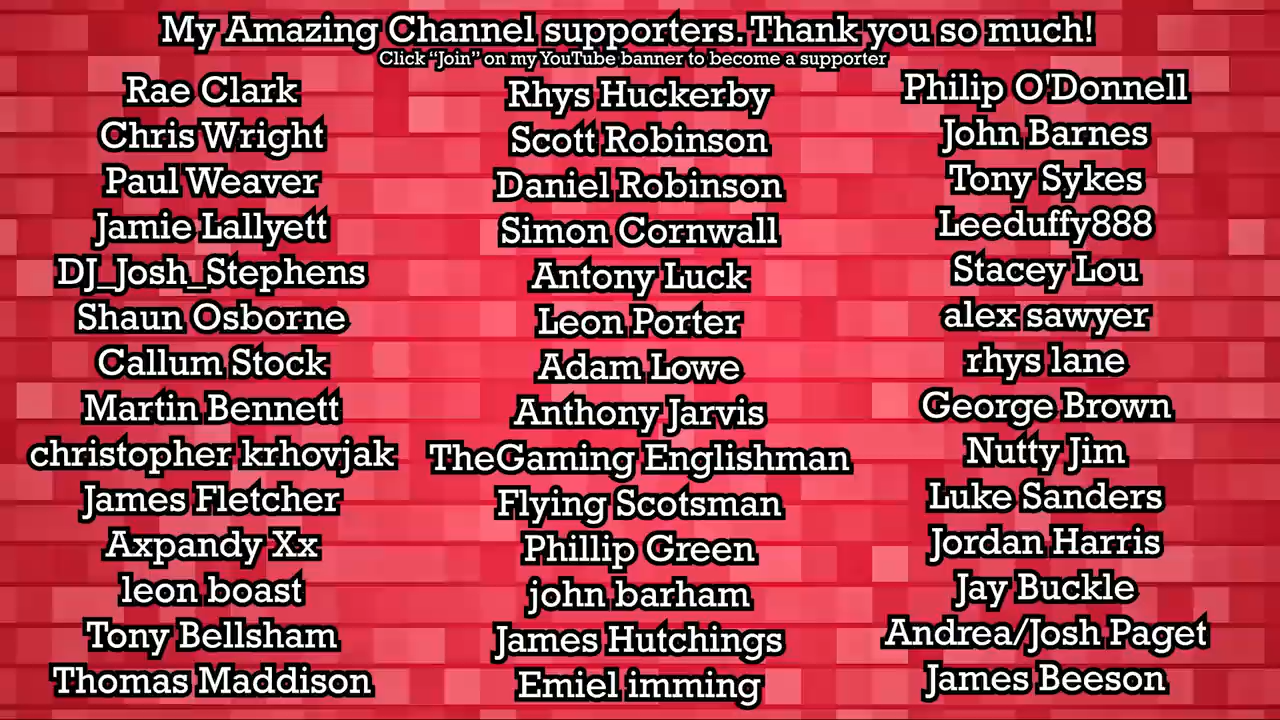 My Amazing Channel supporters. Thank you so much!
Click “Join” on my YouTube banner to become a supporter
Rae Clark
Chris Wright
Paul Weaver
Jamie Lallyett
DJ_Josh_Stephens
Shaun Osborne
Callum Stock
Martin Bennett
christopher krhovjak
James Fletcher
Axpandy Xx
leon boast
Tony Bellsham
Thomas Maddison
Rhys Huckerby
Scott Robinson
Daniel Robinson
Simon Cornwall
Antony Luck
Leon Porter
Adam Lowe
Anthony Jarvis
TheGaming Englishman
Flying Scotsman
Phillip Green
john barham
James Hutchings
Emiel imming
Philip O'Donnell
John Barnes
Tony Sykes
Leeduffy888
Stacey Lou
alex sawyer
rhys lane
George Brown
Nutty Jim
Luke Sanders
Jordan Harris
Jay Buckle
Andrea/Josh Paget
James Beeson